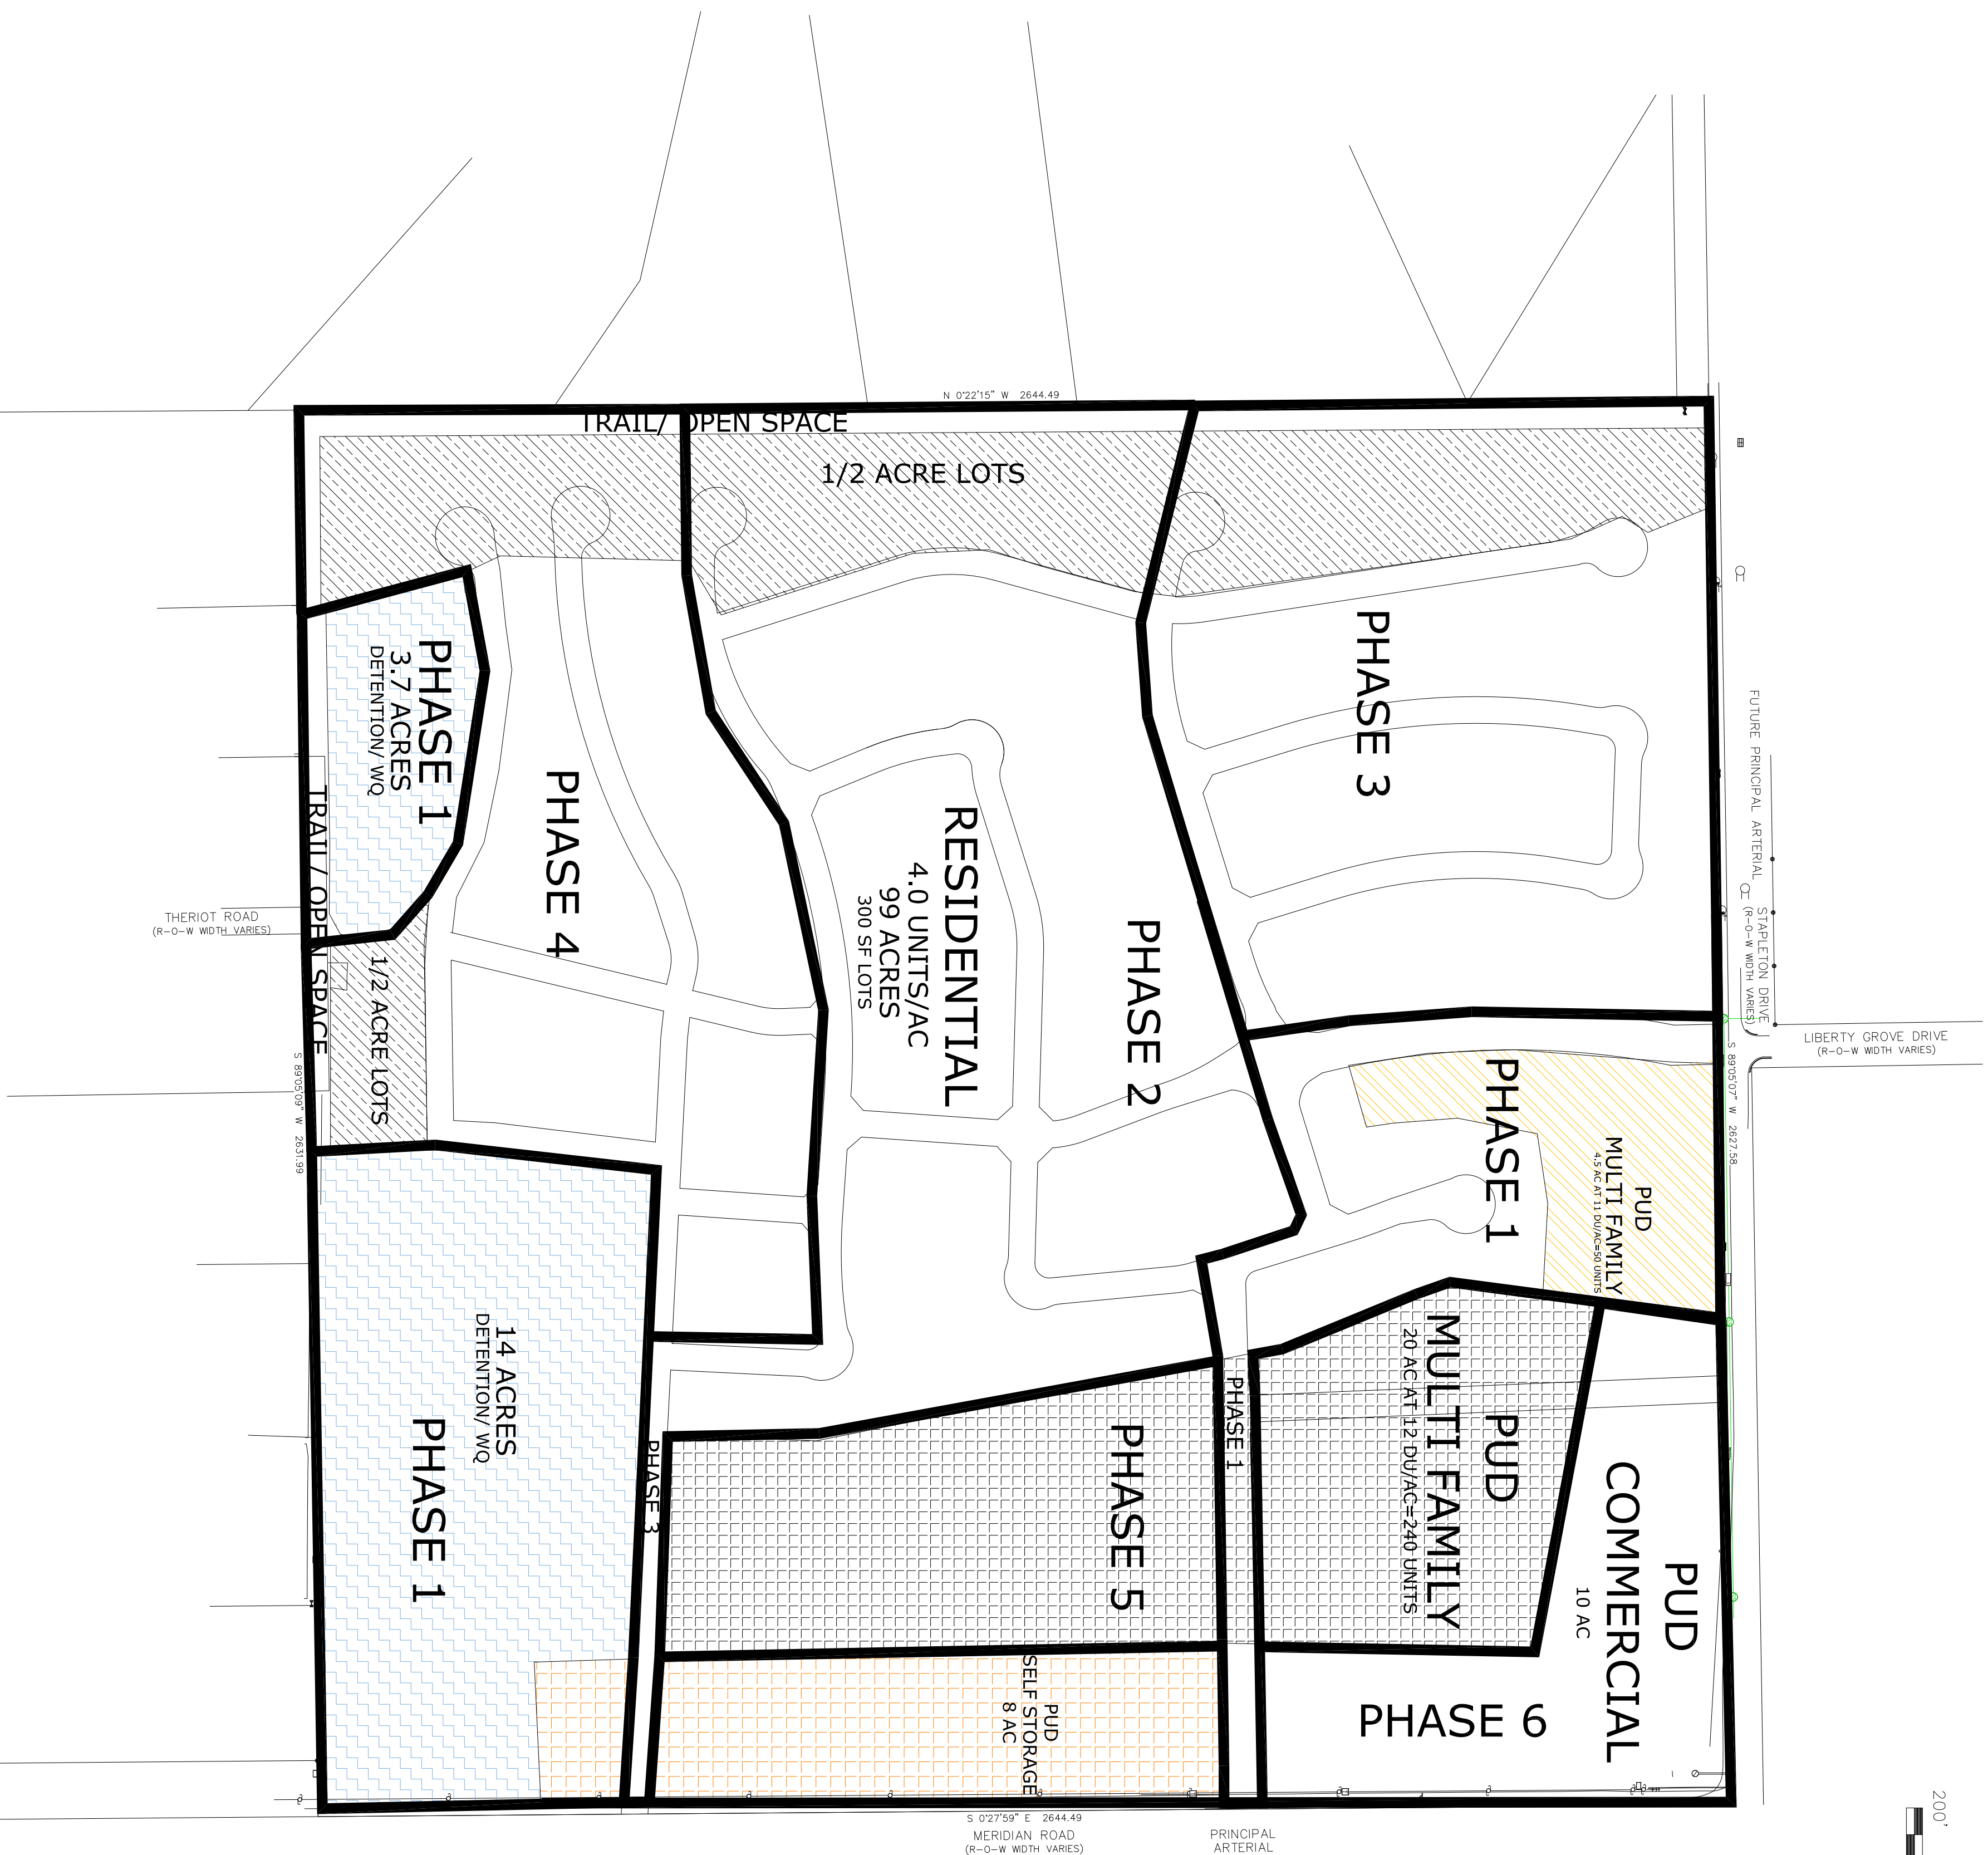 N 0°22'15" W 2644.49
TRAIL/ OPEN SPACE
1/2 ACRE LOTS
PHASE 3
PHASE 1
3.7 ACRES
DETENTION/ WQ
PHASE 4
TRAIL/ OPEN SPACE
THERIOT ROAD
(R-O-W WIDTH VARIES)
1/2 ACRE LOTS
S 89°05'09" W 2631.99
RESIDENTIAL
4.0 UNITS/AC
99 ACRES
300 SF LOTS
PHASE 2
FUTURE PRINCIPAL ARTERIAL
STAPLETON DRIVE
(R-O-W WIDTH VARIES)
LIBERTY GROVE DRIVE
(R-O-W WIDTH VARIES)
S 89°05'07" W 2627.58
PHASE 1
PUD
MULTI FAMILY
4.5 AC AT 11 DU/AC=50 UNITS
14 ACRES
DETENTION/ WQ
PHASE 1
PHASE 3
PHASE 5
PHASE 1
PUD
MULTI FAMILY
20 AC AT 12 DU/AC=240 UNITS
PUD
COMMERCIAL
10 AC
PHASE 6
PUD
SELF STORAGE
8 AC
S 0°27'59" E 2644.49
MERIDIAN ROAD
(R-O-W WIDTH VARIES)
PRINCIPAL
ARTERIAL
200'